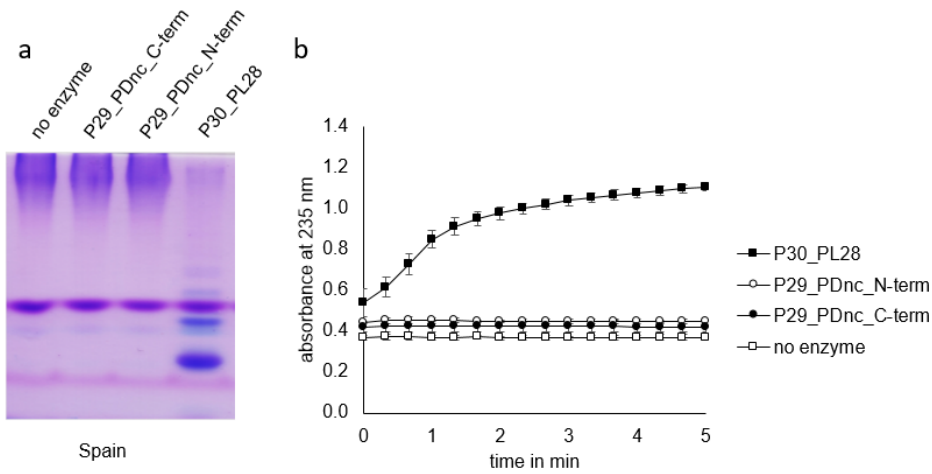 a
no enzyme
P29_PDnc_C-term
P29_PDnc_N-term
P30_PL28
Spain
b
absorbance at 235 nm
1.4
1.2
1.0
0.8
0.6
0.4
0.2
0.0
0 1 2 3 4 5
time in min
P30_PL28
P29_PDnc_N-term
P29_PDnc_C-term
no enzyme